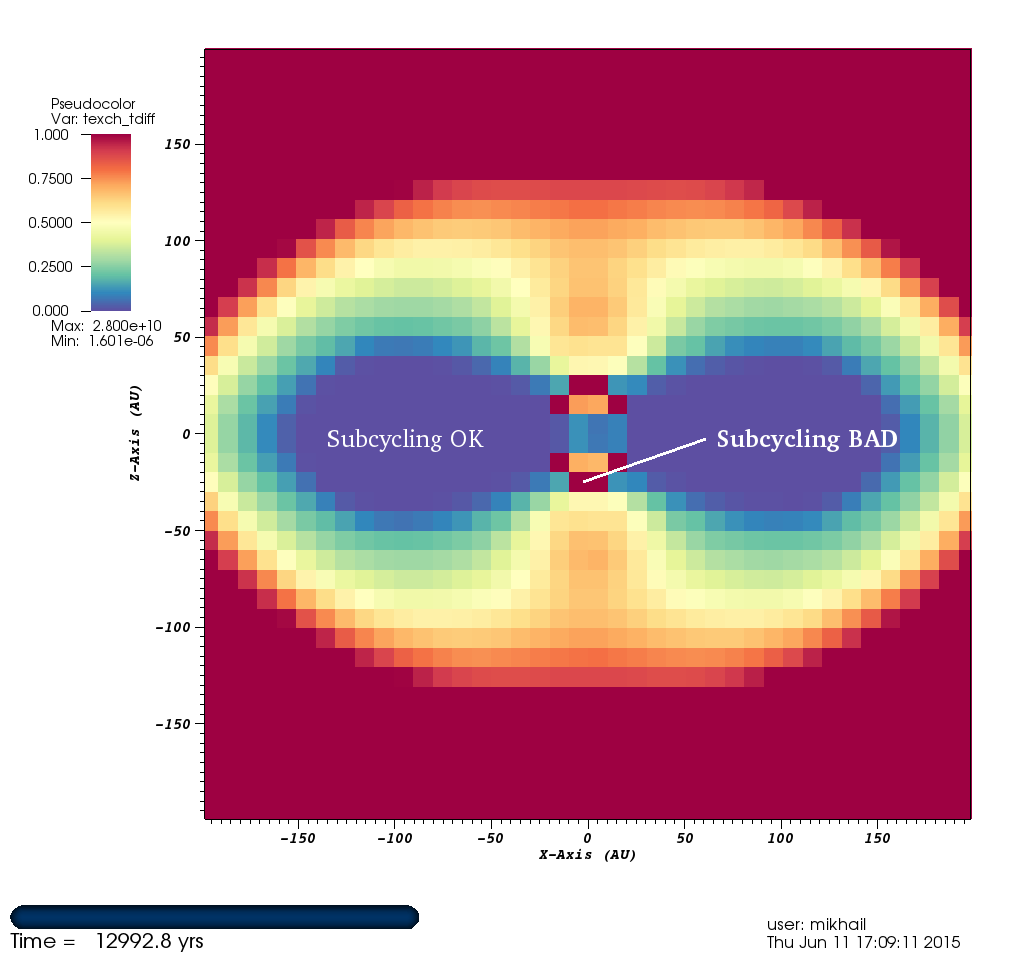 Pseudocolor
Var: texch_tdiff
1.000
0.7500
0.5000
0.2500
0.000
Max: 2.800e+10
Min: 1.601e-06
150
100
50
0
-50
-100
-150
Z-Axis (AU)
Subcycling OK
Subcycling BAD
-150 -100 -50 0 50 100 150
X-Axis (AU)
Time = 12992.8 yrs
user: mikhail
Thu Jun 11 17:09:11 2015